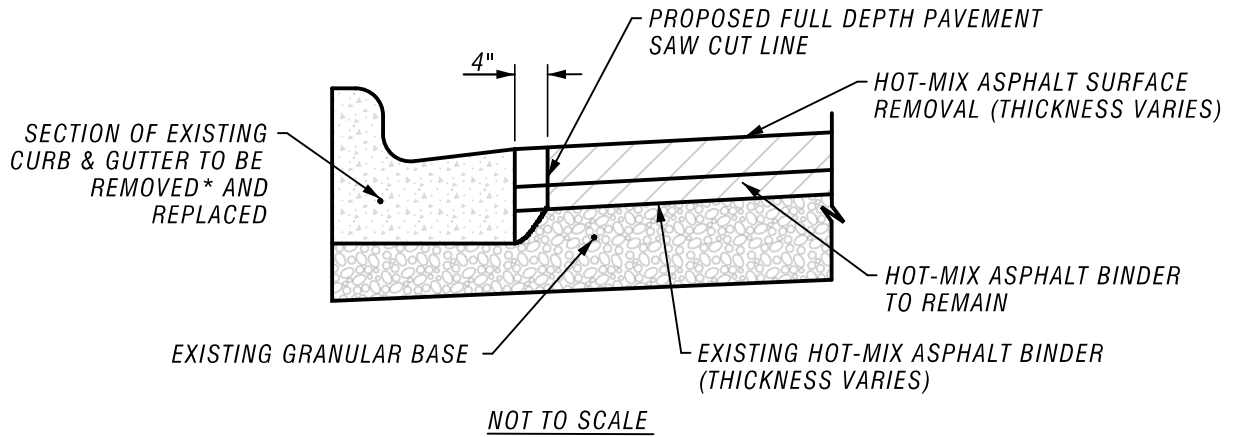 PROPOSED FULL DEPTH PAVEMENT
SAW CUT LINE
4"
HOT-MIX ASPHALT SURFACE
REMOVAL (THICKNESS VARIES)
SECTION OF EXISTING
CURB & GUTTER TO BE
REMOVED* AND
REPLACED
HOT-MIX ASPHALT BINDER
TO REMAIN
EXISTING GRANULAR BASE
EXISTING HOT-MIX ASPHALT BINDER
(THICKNESS VARIES)
NOT TO SCALE